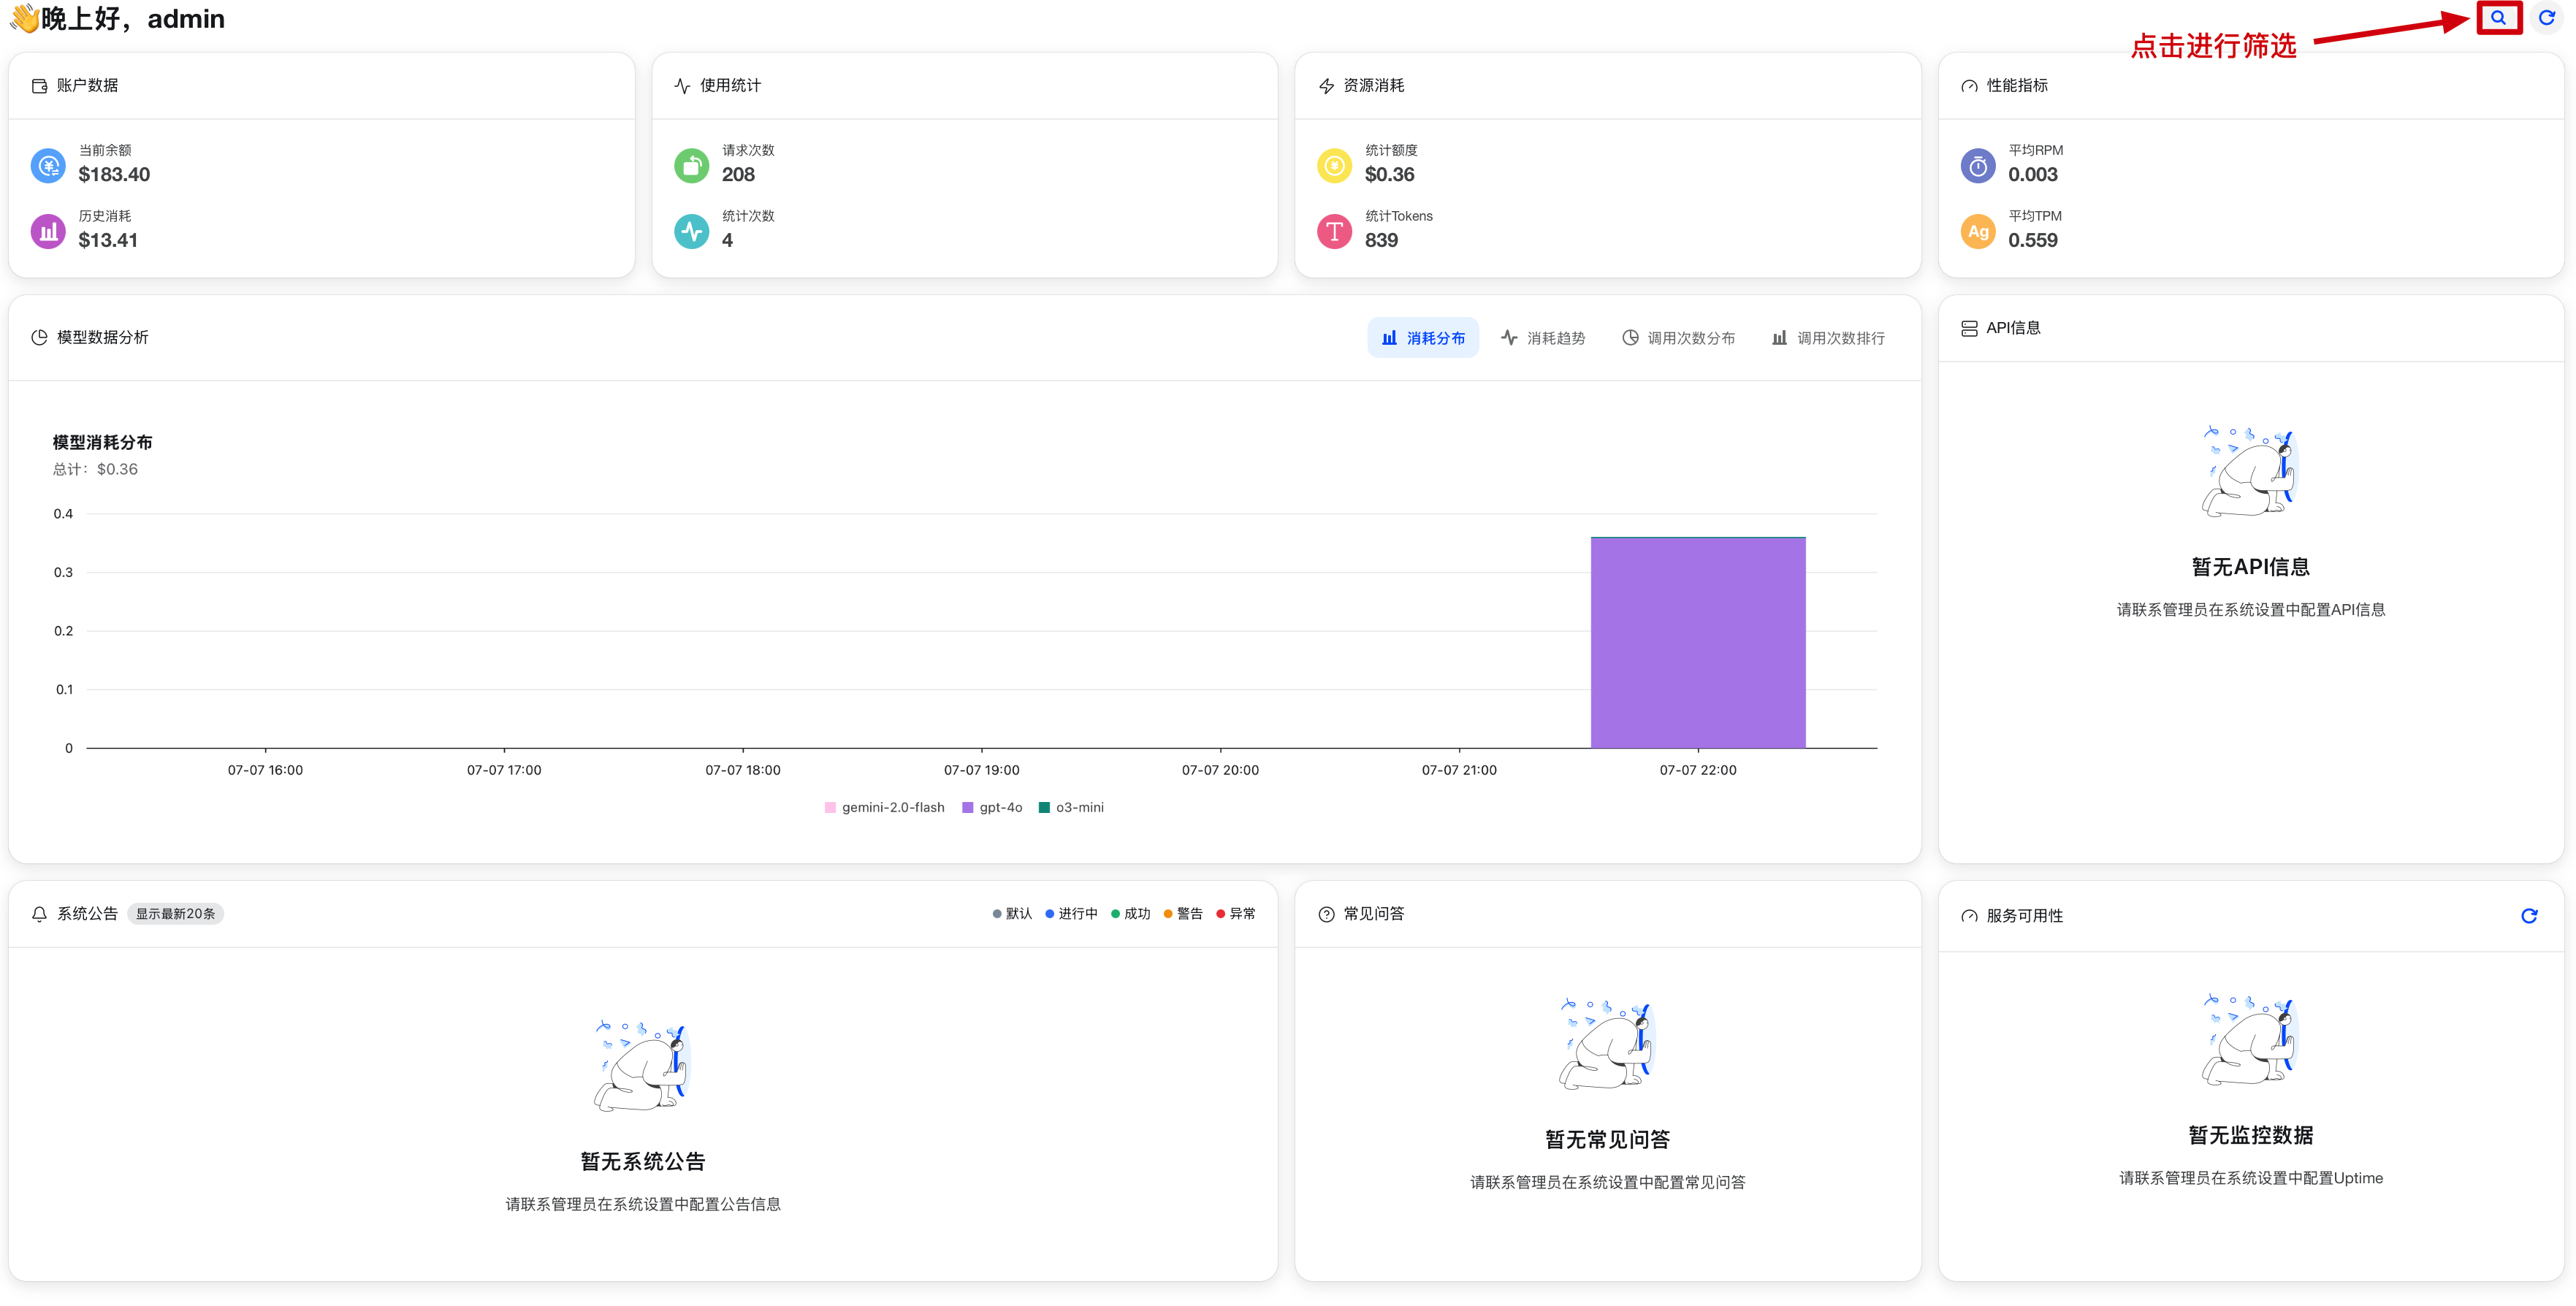 👋晚上好，admin
点击进行筛选
账户数据
当前余额
$183.40
历史消耗
$13.41
使用统计
请求次数
208
统计次数
4
资源消耗
统计额度
$0.36
统计Tokens
839
性能指标
平均RPM
0.003
Ag
平均TPM
0.559
模型数据分析
消耗分布 消耗趋势 调用次数分布 调用次数排行
模型消耗分布
总计：$0.36
0.4
0.3
0.2
0.1
0
07-07 16:00 07-07 17:00 07-07 18:00 07-07 19:00 07-07 20:00 07-07 21:00 07-07 22:00
gemini-2.0-flash gpt-4o o3-mini
API信息
暂无API信息
请联系管理员在系统设置中配置API信息
系统公告 显示最新20条 默认 进行中 成功 警告 异常
暂无系统公告
请联系管理员在系统设置中配置公告信息
常见问答
暂无常见问答
请联系管理员在系统设置中配置常见问答
服务可用性
暂无监控数据
请联系管理员在系统设置中配置Uptime